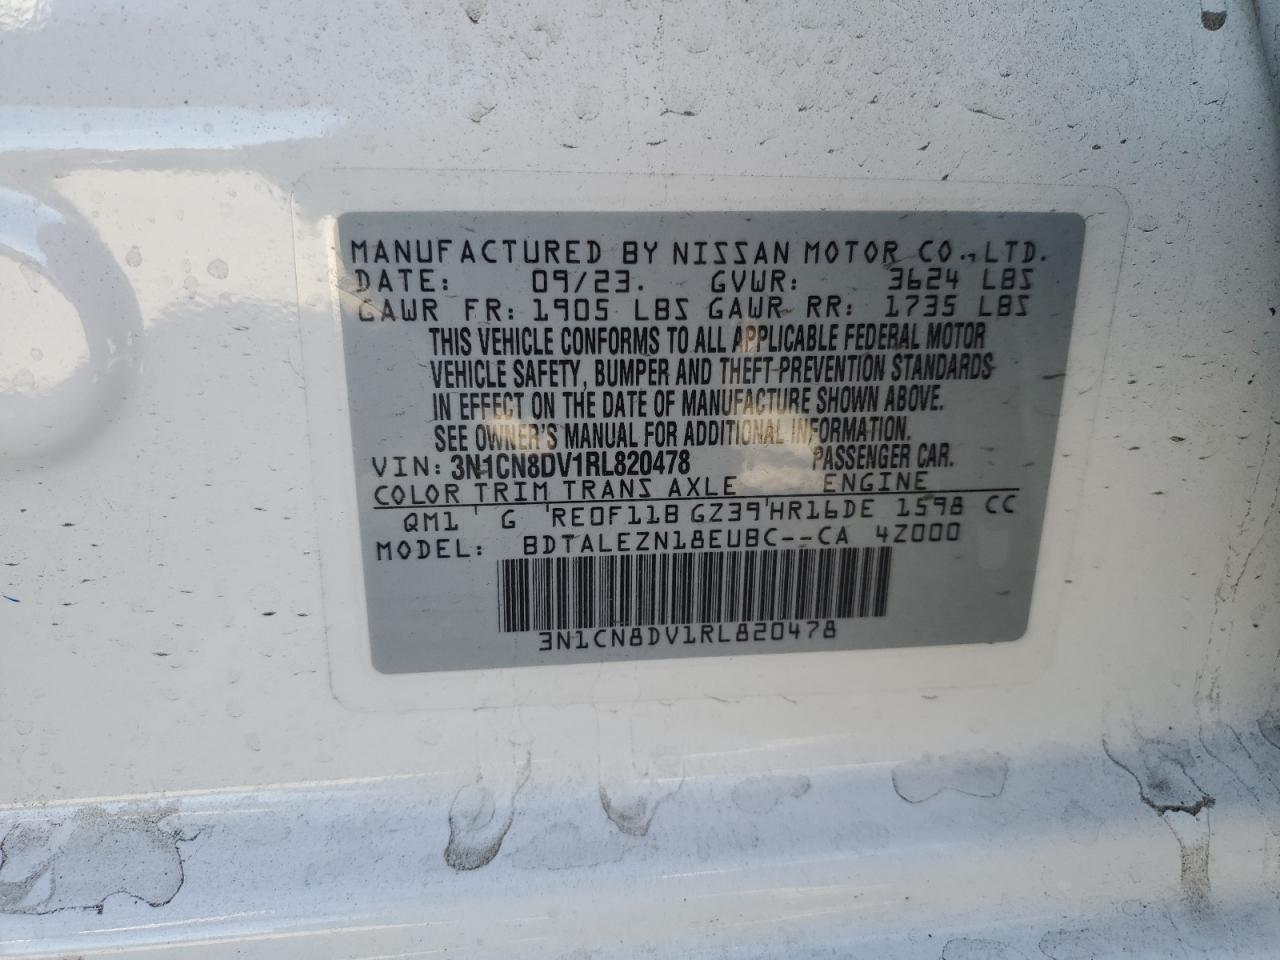 MANUFACTURED BY NISSAN MOTOR CO., LTD.
DATE: 09/23. GVWR: 3624 LBS
GAWR FR: 1905 LBS GAWR RR: 1735 LBS
THIS VEHICLE CONFORMS TO ALL APPLICABLE FEDERAL MOTOR
VEHICLE SAFETY, BUMPER AND THEFT PREVENTION STANDARDS
IN EFFECT ON THE DATE OF MANUFACTURE SHOWN ABOVE.
SEE OWNER'S MANUAL FOR ADDITIONAL INFORMATION.
VIN: 3N1CN8DV1RL820478 PASSENGER CAR.
COLOR TRIM TRANS AXLE ENGINE
QM1 G RE0F11B GZ39 HR16DE 1598 CC
MODEL: BDTALEZN18EUBC--CA 4Z000
3N1CN8DV1RL820478